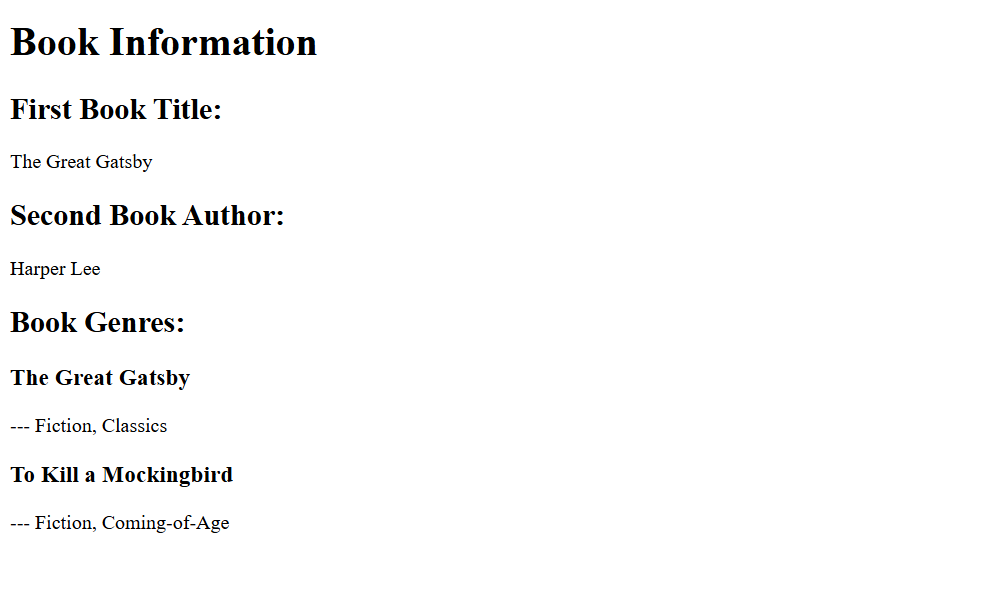 Book Information
First Book Title:
The Great Gatsby
Second Book Author:
Harper Lee
Book Genres:
The Great Gatsby
--- Fiction, Classics
To Kill a Mockingbird
--- Fiction, Coming-of-Age